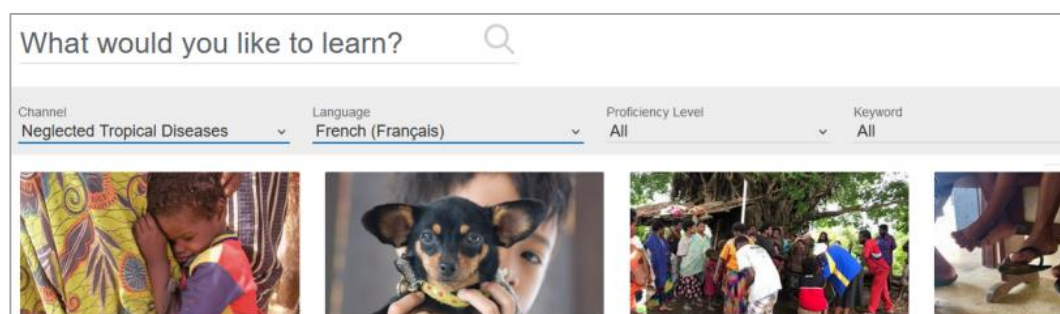 What would you like to learn?
Channel Language Proficiency Level Keyword
Neglected Tropical Diseases French (Français) All All